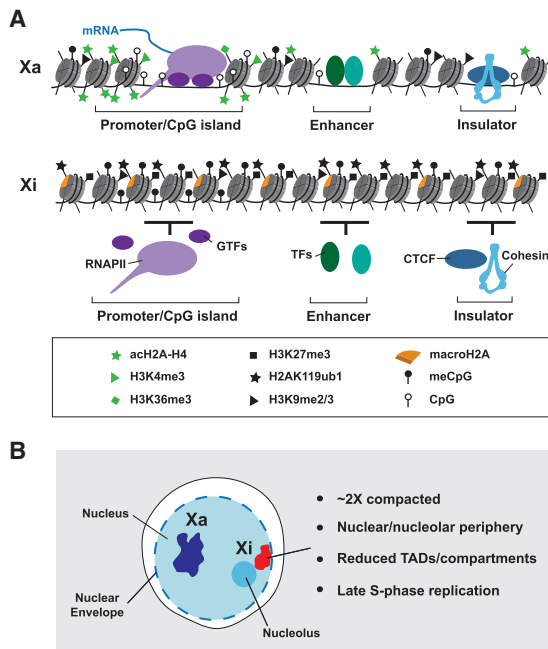 A
mRNA
Xa
Promoter/CpG island
Enhancer
Insulator
Xi
GTFs
RNAPII
TFs
CTCF
Cohesin
Promoter/CpG island
Enhancer
Insulator
acH2A-H4
H3K27me3
macroH2A
H3K4me3
H2AK119ub1
meCpG
H3K36me3
H3K9me2/3
CpG
B
Nucleus
Xa
Xi
Nuclear
Envelope
Nucleolus
• ~2X compacted
• Nuclear/nucleolar periphery
• Reduced TADs/compartments
• Late S-phase replication